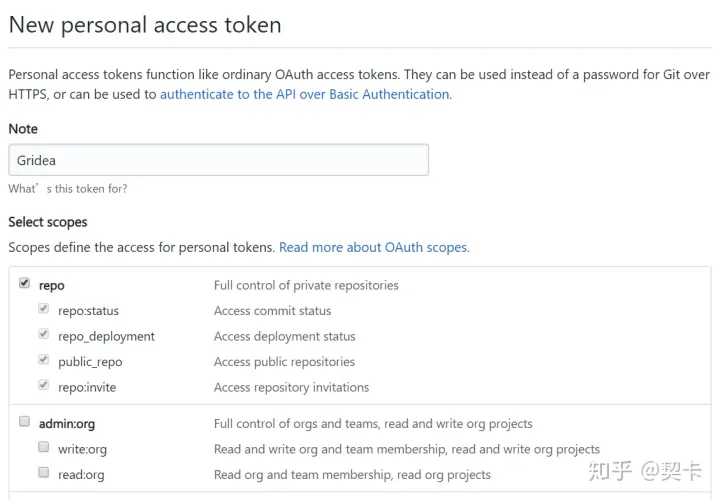 New personal access token
Personal access tokens function like ordinary OAuth access tokens. They can be used instead of a password for Git over
HTTPS, or can be used to authenticate to the API over Basic Authentication.
Note
Gridea
What's this token for?
Select scopes
Scopes define the access for personal tokens. Read more about OAuth scopes.
repo Full control of private repositories
repo:status Access commit status
repo_deployment Access deployment status
public_repo Access public repositories
repo:invite Access repository invitations
admin:org Full control of orgs and teams, read and write org projects
write:org Read and write org and team membership, read and write org projects
read:org Read org and team membership, read org projects
知乎 @契卡